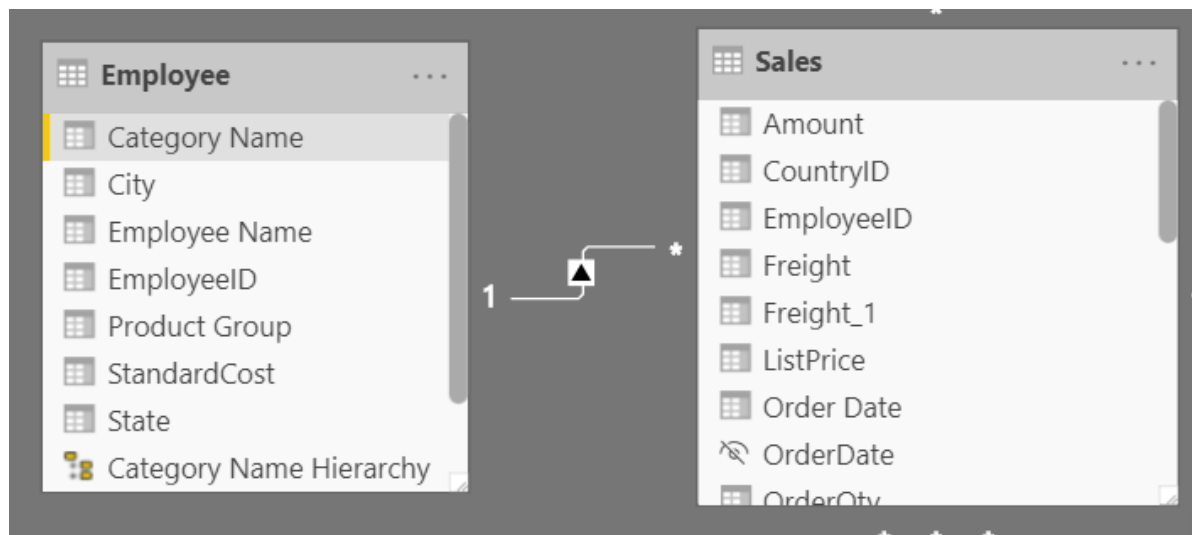 Employee ...
Category Name
City
Employee Name
EmployeeID
Product Group
StandardCost
State
Category Name Hierarchy
1 *
*
Sales ...
Amount
CountryID
EmployeeID
Freight
Freight_1
ListPrice
Order Date
OrderDate
OrderQty
* * *